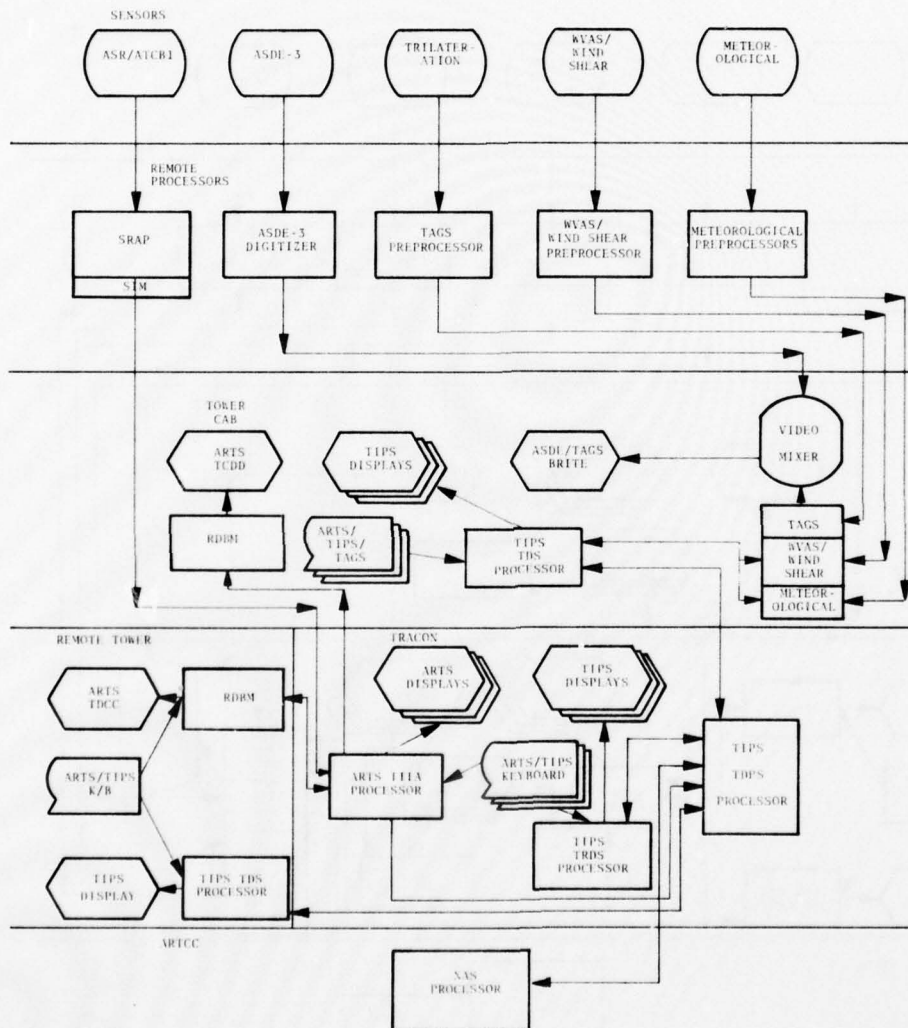 SENSORS
ASR/ATCB1
ASDE-3
TRILATER-
ATION
WVAS/
WIND
SHEAR
METEOR-
OLOGICAL
REMOTE
PROCESSORS
SRAP
SIM
ASDE-3
DIGITIZER
TAGS
PREPROCESSOR
WVAS/
WIND SHEAR
PREPROCESSOR
METEOROLOGICAL
PREPROCESSORS
TOWER
CAB
ARTS
TCDD
TIPS
DISPLAYS
ASDE/TAGS
BRITE
VIDEO
MIXER
RDBM
ARTS/
TIPS/
TAGS
TIPS
TDS
PROCESSOR
TAGS
WVAS/
WIND
SHEAR
METEOR-
OLOGICAL
REMOTE TOWER
TRACON
ARTS
TDCC
RDBM
ARTS
DISPLAYS
TIPS
DISPLAYS
ARTS/TIPS
K/B
ARTS IIIA
PROCESSOR
ARTS/TIPS
KEYBOARD
TIPS
TDPS
PROCESSOR
TIPS
TRDS
PROCESSOR
TIPS
DISPLAY
TIPS TDS
PROCESSOR
ARTCC
NAS
PROCESSOR